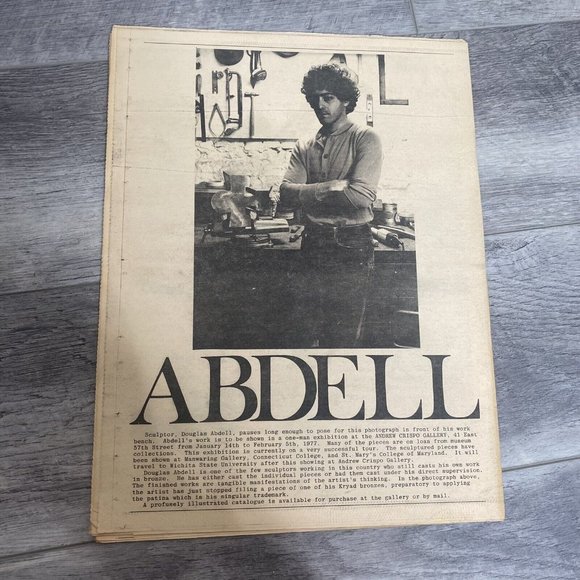 ABDELL
Sculptor, Douglas Abdell, pauses long enough to pose for this photograph in front of his work
beach. Abdell's work is to be shown in a one-man exhibition at the ANDREW CRISPO GALLERY, 41 East
57th Street from January 14th to February 5th, 1977. Many of the pieces are on loan from museum
collections. This exhibition is currently on a very successful tour. The sculptured pieces have
been shown at Manwaring Gallery, Connecticut College, and St. Mary's College of Maryland. It will
travel to Wichita State University after this showing at Andrew Crispo Gallery.
Douglas Abdell is one of the few sculptors working in this country who still casts his own work
in bronze. He has either cast the individual pieces or had them cast under his direct supervision.
The finished works are tangible manifestations of the artist's thinking. In the photograph above,
the artist has just stopped filing a piece of one of his Kryad bronzes, preparatory to applying
the patina which is his singular trademark.
A profusely illustrated catalogue is available for purchase at the gallery or by mail